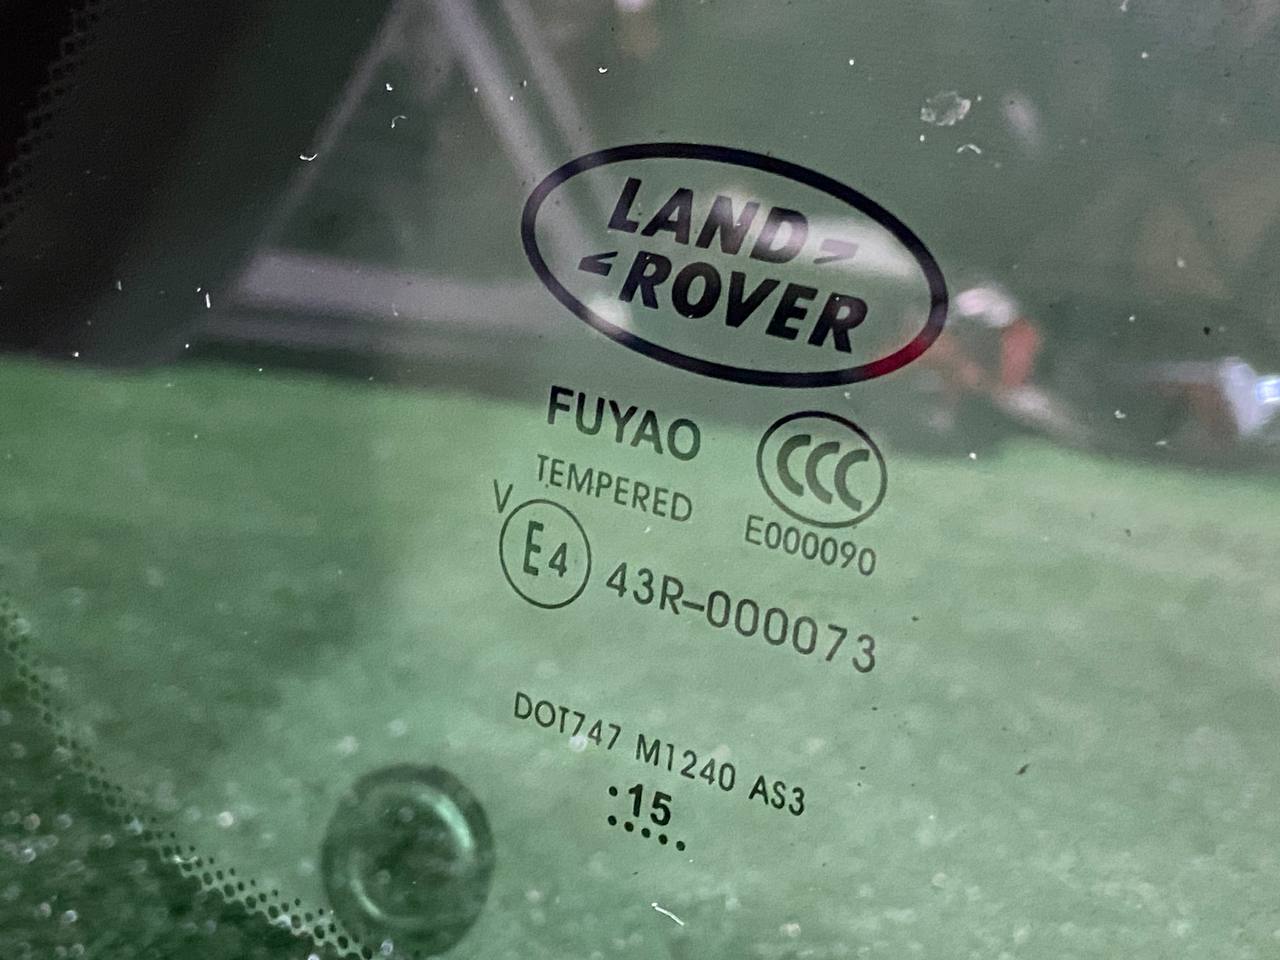 LAND
ROVER
FUYAO
CCC
TEMPERED
E000090
V
E4 43R-000073
DOT747 M1240 AS3
:15
.....